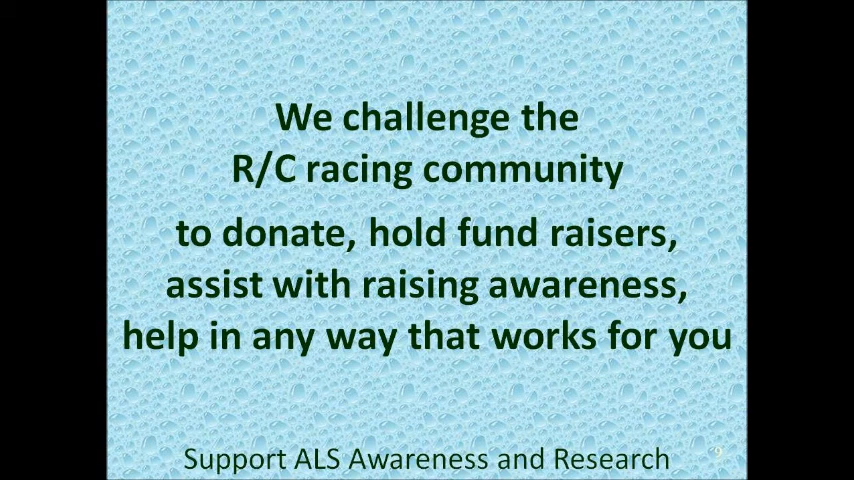 We challenge the
R/C racing community
to donate, hold fund raisers,
assist with raising awareness,
help in any way that works for you
Support ALS Awareness and Research
9